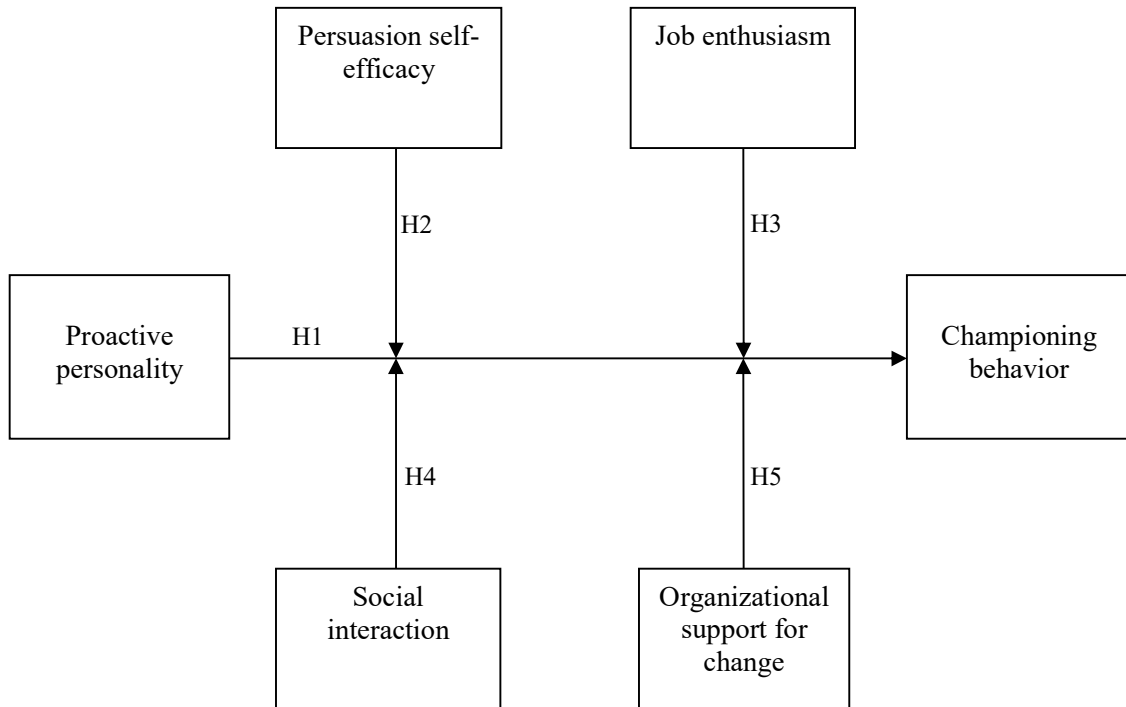 Persuasion self-
efficacy
Job enthusiasm
H2
H3
Proactive
personality
H1
Championing
behavior
H4
H5
Social
interaction
Organizational
support for
change